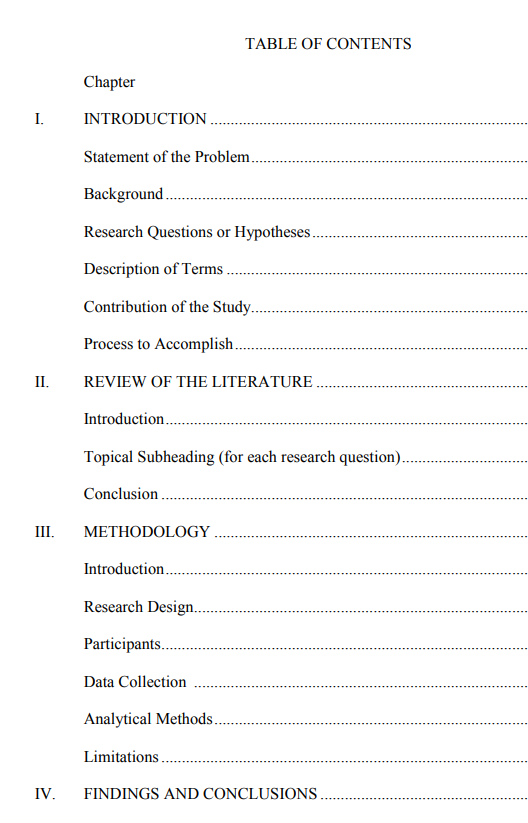 TABLE OF CONTENTS
Chapter
I. INTRODUCTION ................................................................................
Statement of the Problem......................................................................
Background ...........................................................................................
Research Questions or Hypotheses......................................................
Description of Terms ...........................................................................
Contribution of the Study.....................................................................
Process to Accomplish.........................................................................
II. REVIEW OF THE LITERATURE .....................................................
Introduction...........................................................................................
Topical Subheading (for each research question)................................
Conclusion ...........................................................................................
III. METHODOLOGY ..............................................................................
Introduction...........................................................................................
Research Design...................................................................................
Participants............................................................................................
Data Collection ...................................................................................
Analytical Methods..............................................................................
Limitations ...........................................................................................
IV. FINDINGS AND CONCLUSIONS ....................................................